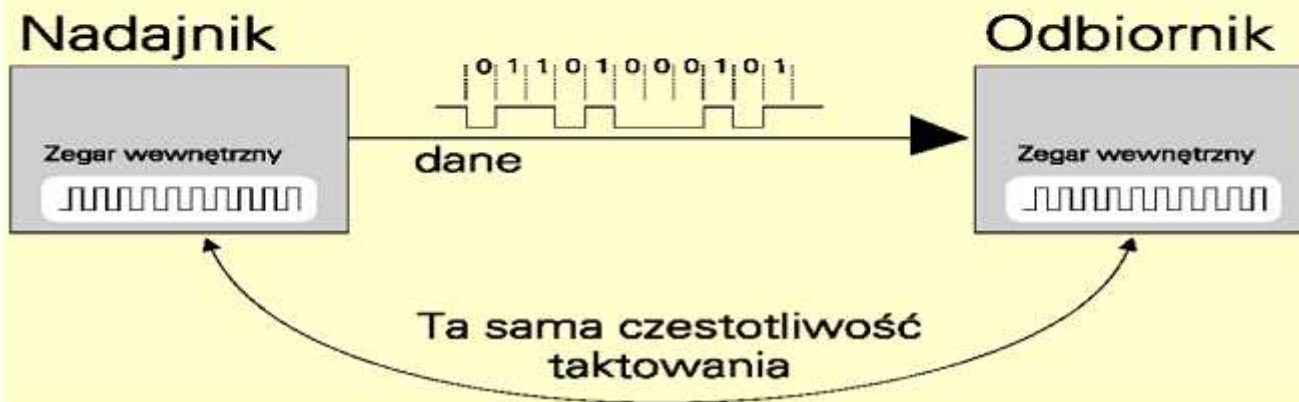 Nadajnik
Odbiornik
0 1 1 0 1 0 0 0 1 0 1
Zegar wewnętrzny
dane
Zegar wewnętrzny
Ta sama czestotliwość
taktowania